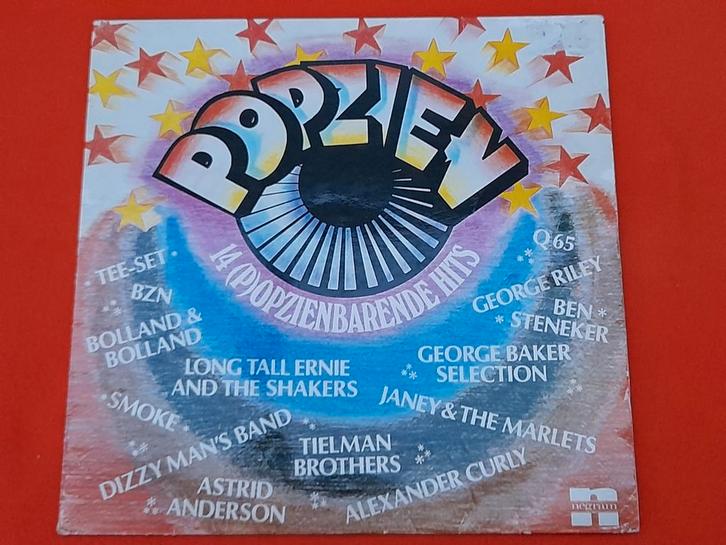 POPZIEN
14 (P)OPZIENBARENDE HITS
TEE-SET
BZN
BOLLAND &
BOLLAND
LONG TALL ERNIE
AND THE SHAKERS
SMOKE
DIZZY MAN'S BAND
TIELMAN
BROTHERS
ASTRID
ANDERSON
Q 65
GEORGE RILEY
BEN
STENEKER
GEORGE BAKER
SELECTION
JANEY & THE MARLETS
ALEXANDER CURLY
n
negram